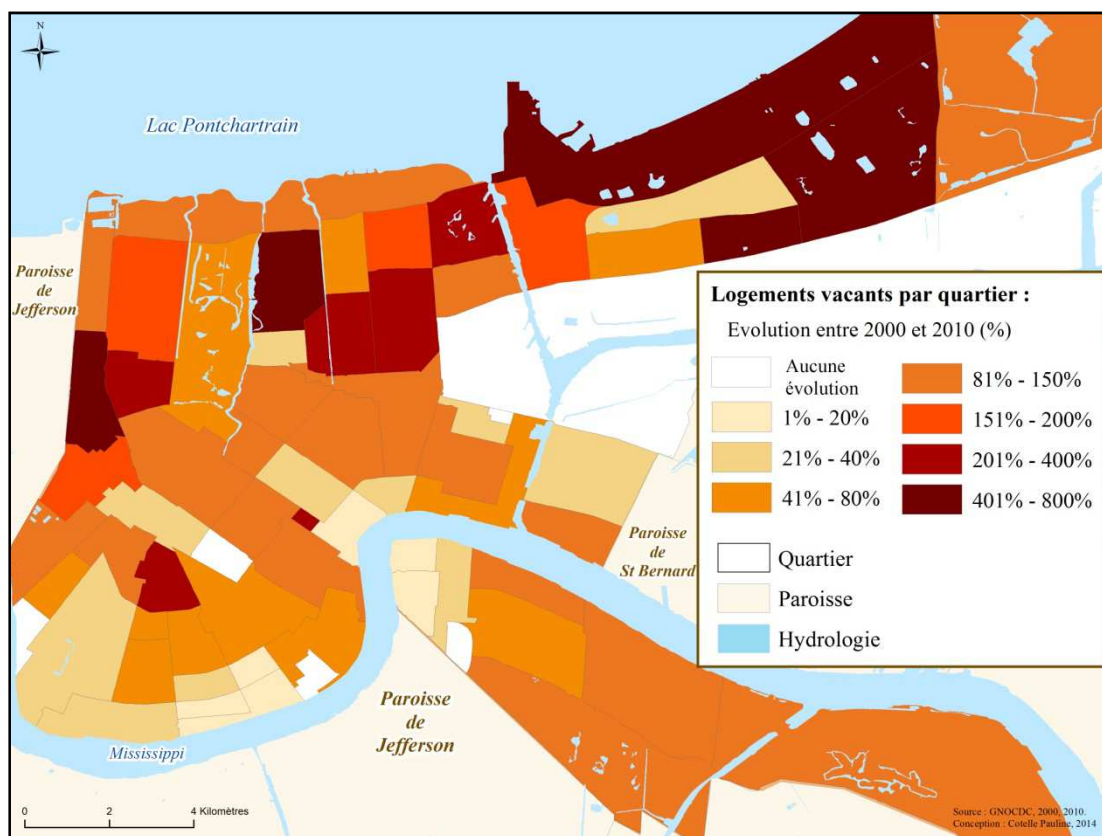 N
Lac Pontchartrain
Paroisse
de
Jefferson
Logements vacants par quartier :
Evolution entre 2000 et 2010 (%)
Aucune
évolution
1% - 20%
21% - 40%
41% - 80%
81% - 150%
151% - 200%
201% - 400%
401% - 800%
Quartier
Paroisse
Hydrologie
Paroisse
de
St Bernard
Paroisse
de
Jefferson
Mississippi
0 2 4 Kilomètres
Source : GNOCDC, 2000, 2010.
Conception : Cotelle Pauline, 2014